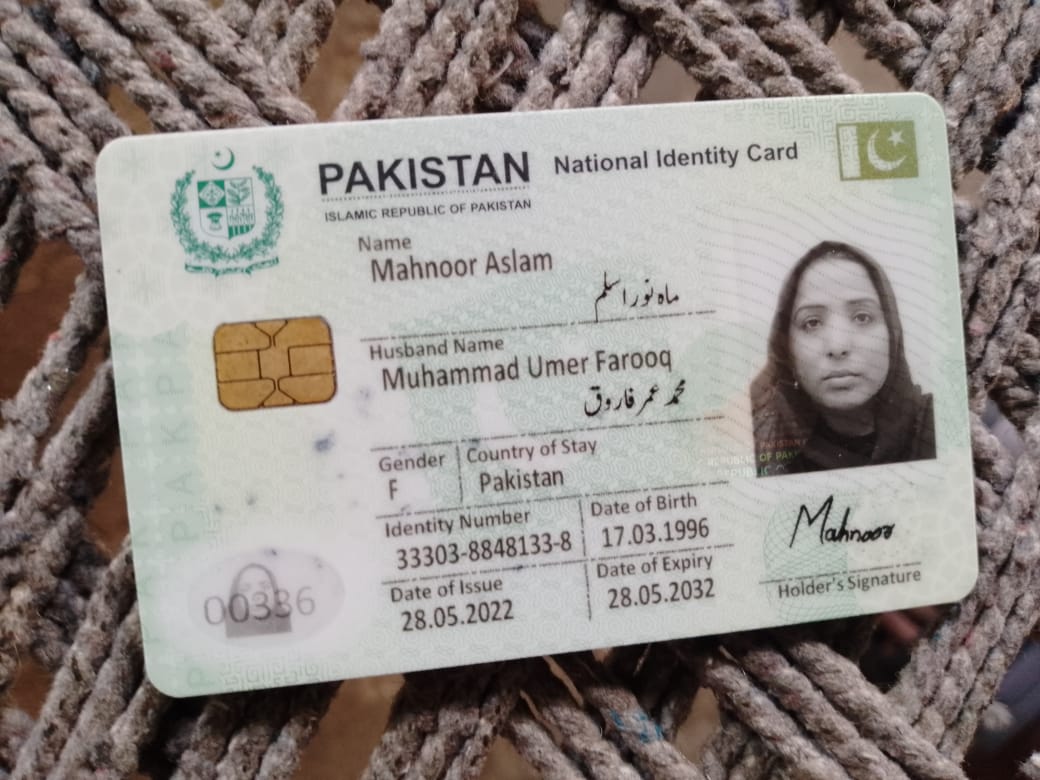 PAKISTAN National Identity Card
ISLAMIC REPUBLIC OF PAKISTAN
Name
Mahnoor Aslam
ماہ نور اسلم
Husband Name
Muhammad Umer Farooq
محمد عمر فاروق
Gender
F
Country of Stay
Pakistan
Identity Number
33303-8848133-8
Date of Birth
17.03.1996
Date of Issue
28.05.2022
Date of Expiry
28.05.2032
00336
Mahnoor
Holder's Signature